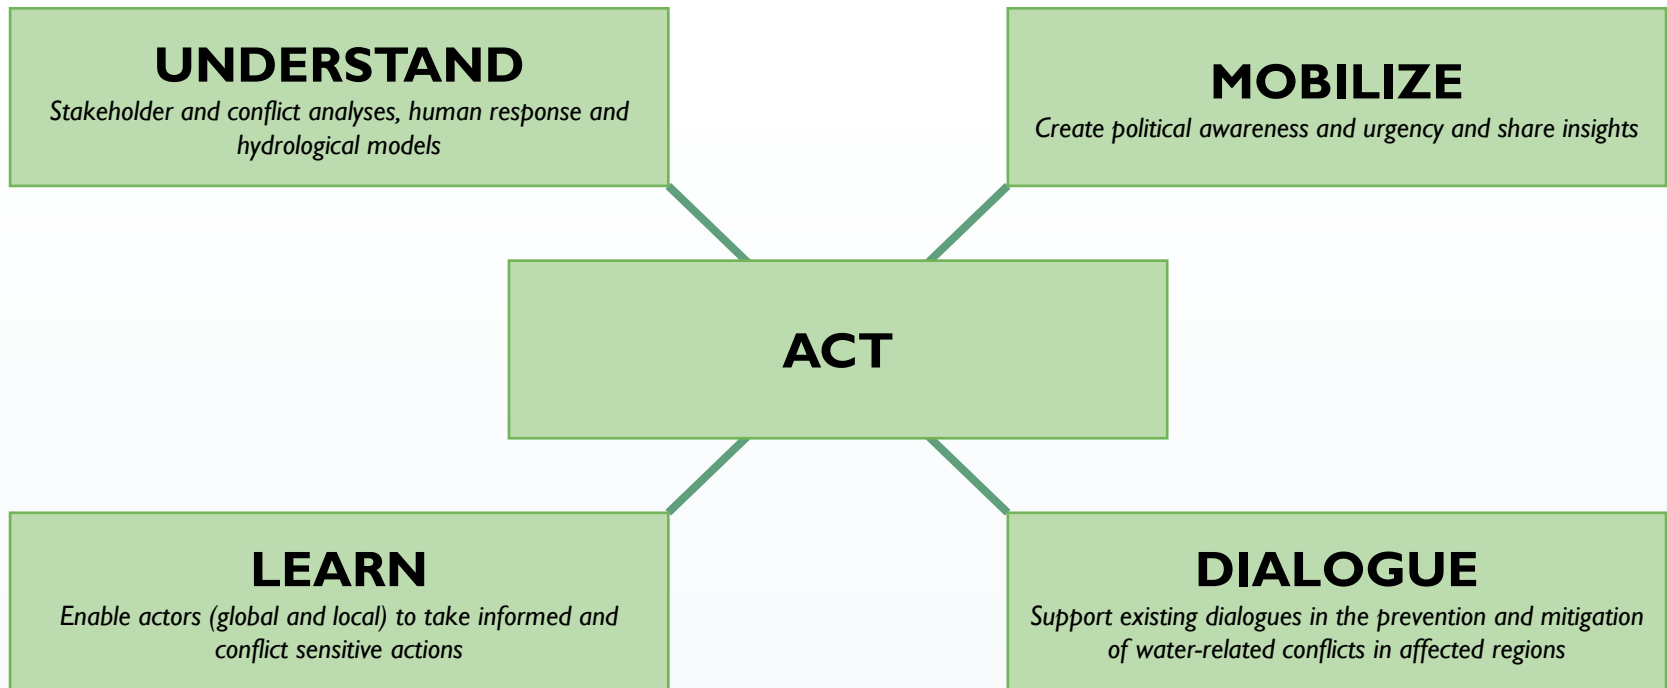 UNDERSTAND
Stakeholder and conflict analyses, human response and
hydrological models
MOBILIZE
Create political awareness and urgency and share insights
ACT
LEARN
Enable actors (global and local) to take informed and
conflict sensitive actions
DIALOGUE
Support existing dialogues in the prevention and mitigation
of water-related conflicts in affected regions